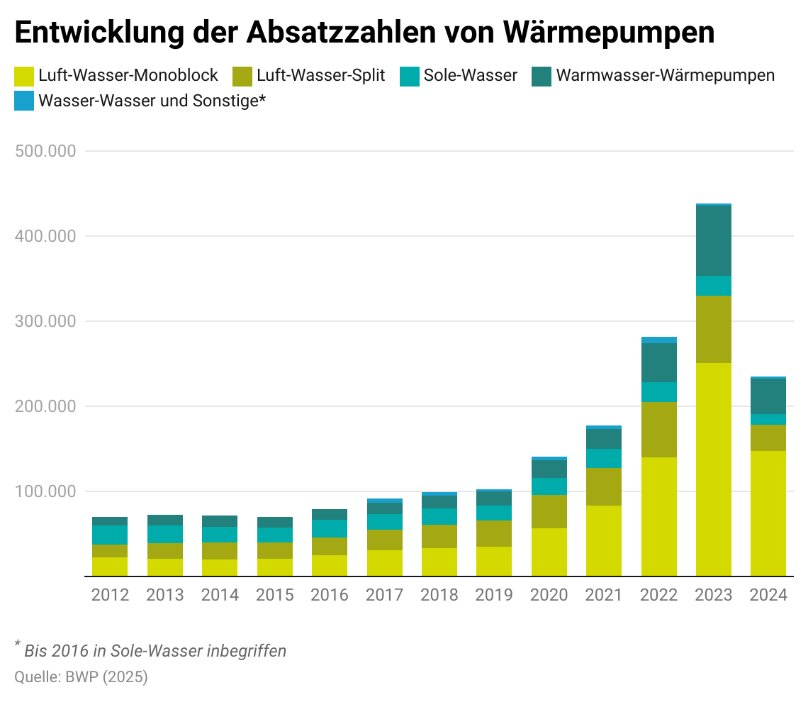 Entwicklung der Absatzzahlen von Wärmepumpen
Luft-Wasser-Monoblock Luft-Wasser-Split Sole-Wasser Warmwasser-Wärmepumpen
Wasser-Wasser und Sonstige*
500.000
400.000
300.000
200.000
100.000
2012 2013 2014 2015 2016 2017 2018 2019 2020 2021 2022 2023 2024
* Bis 2016 in Sole-Wasser inbegriffen
Quelle: BWP (2025)